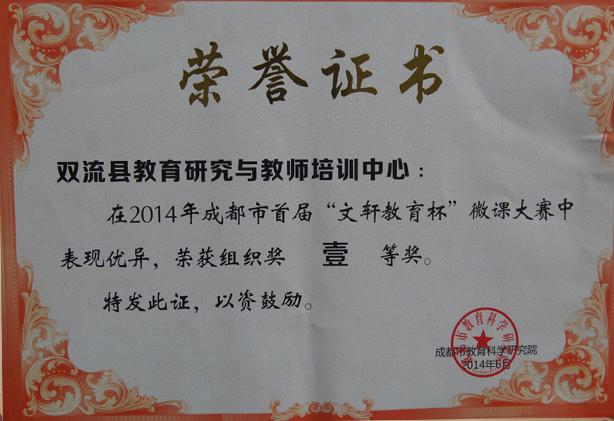 荣誉证书
双流县教育研究与教师培训中心：
在2014年成都市首届“文轩教育杯”微课大赛中
表现优异，荣获组织奖 壹 等奖。
特发此证，以资鼓励。
成都市教育科学研究院
2014年6月